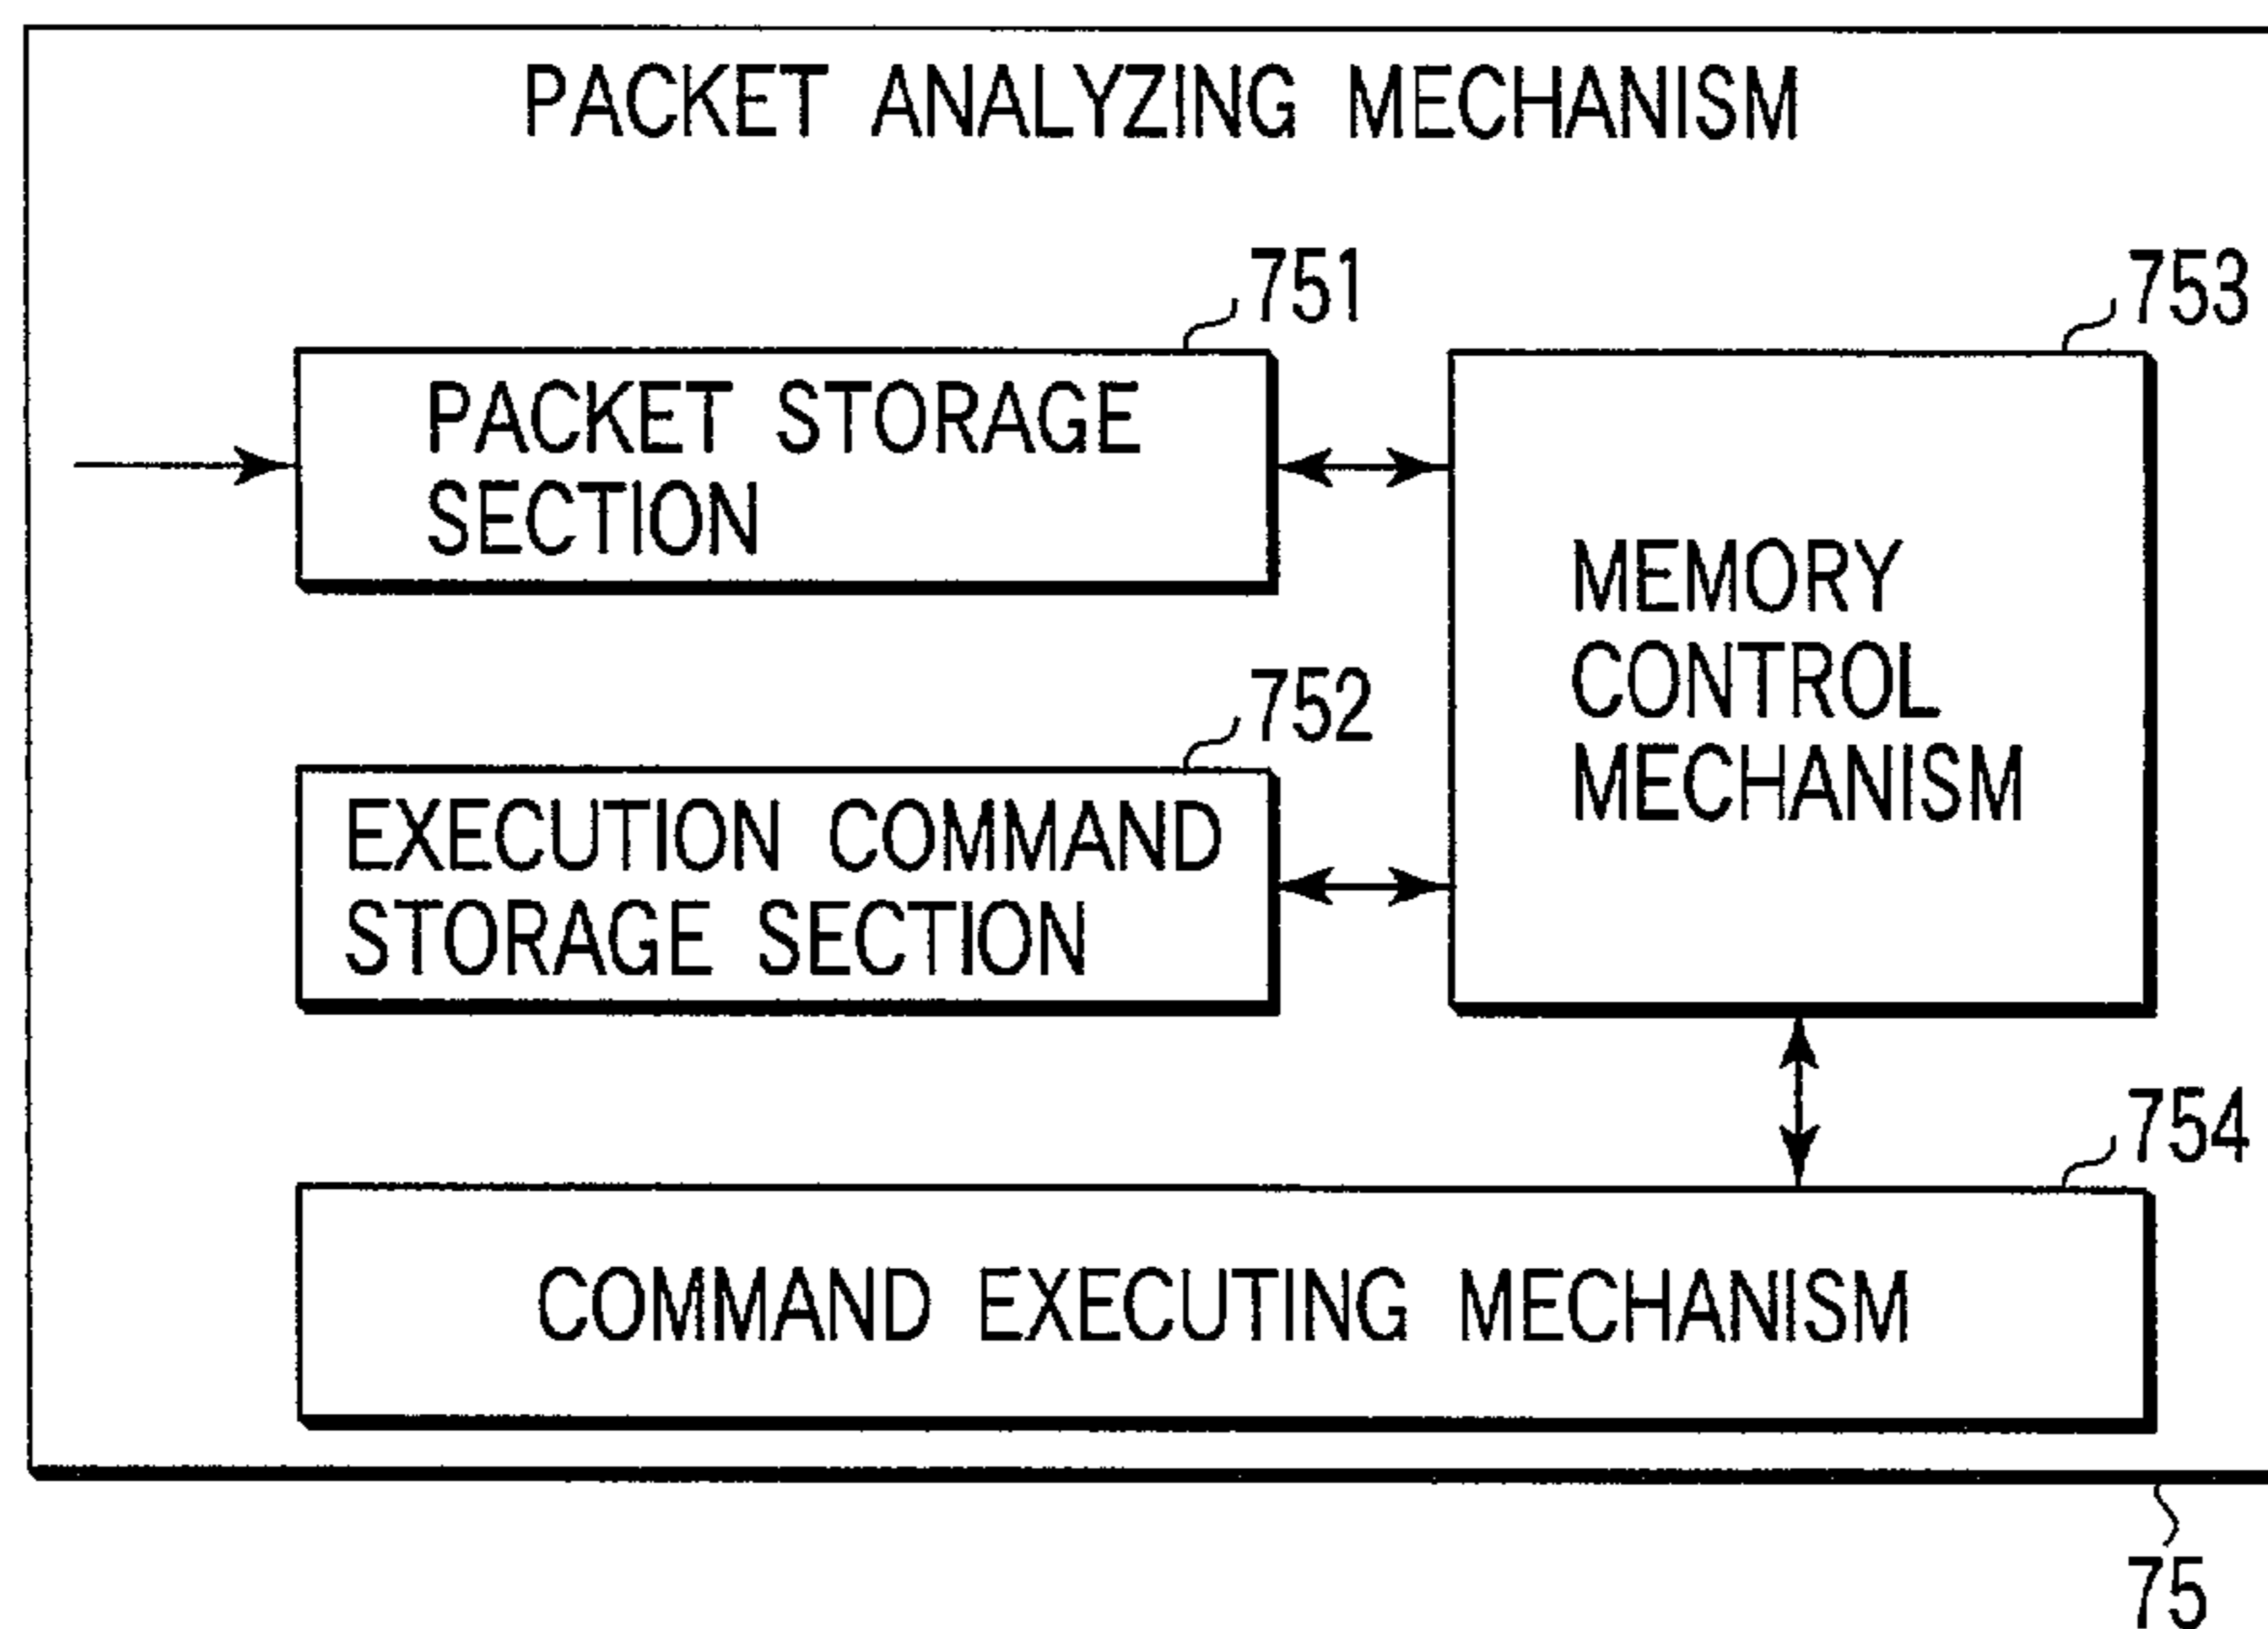 PACKET ANALYZING MECHANISM
751
753
PACKET STORAGE
SECTION
MEMORY
CONTROL
MECHANISM
752
EXECUTION COMMAND
STORAGE SECTION
754
COMMAND EXECUTING MECHANISM
75